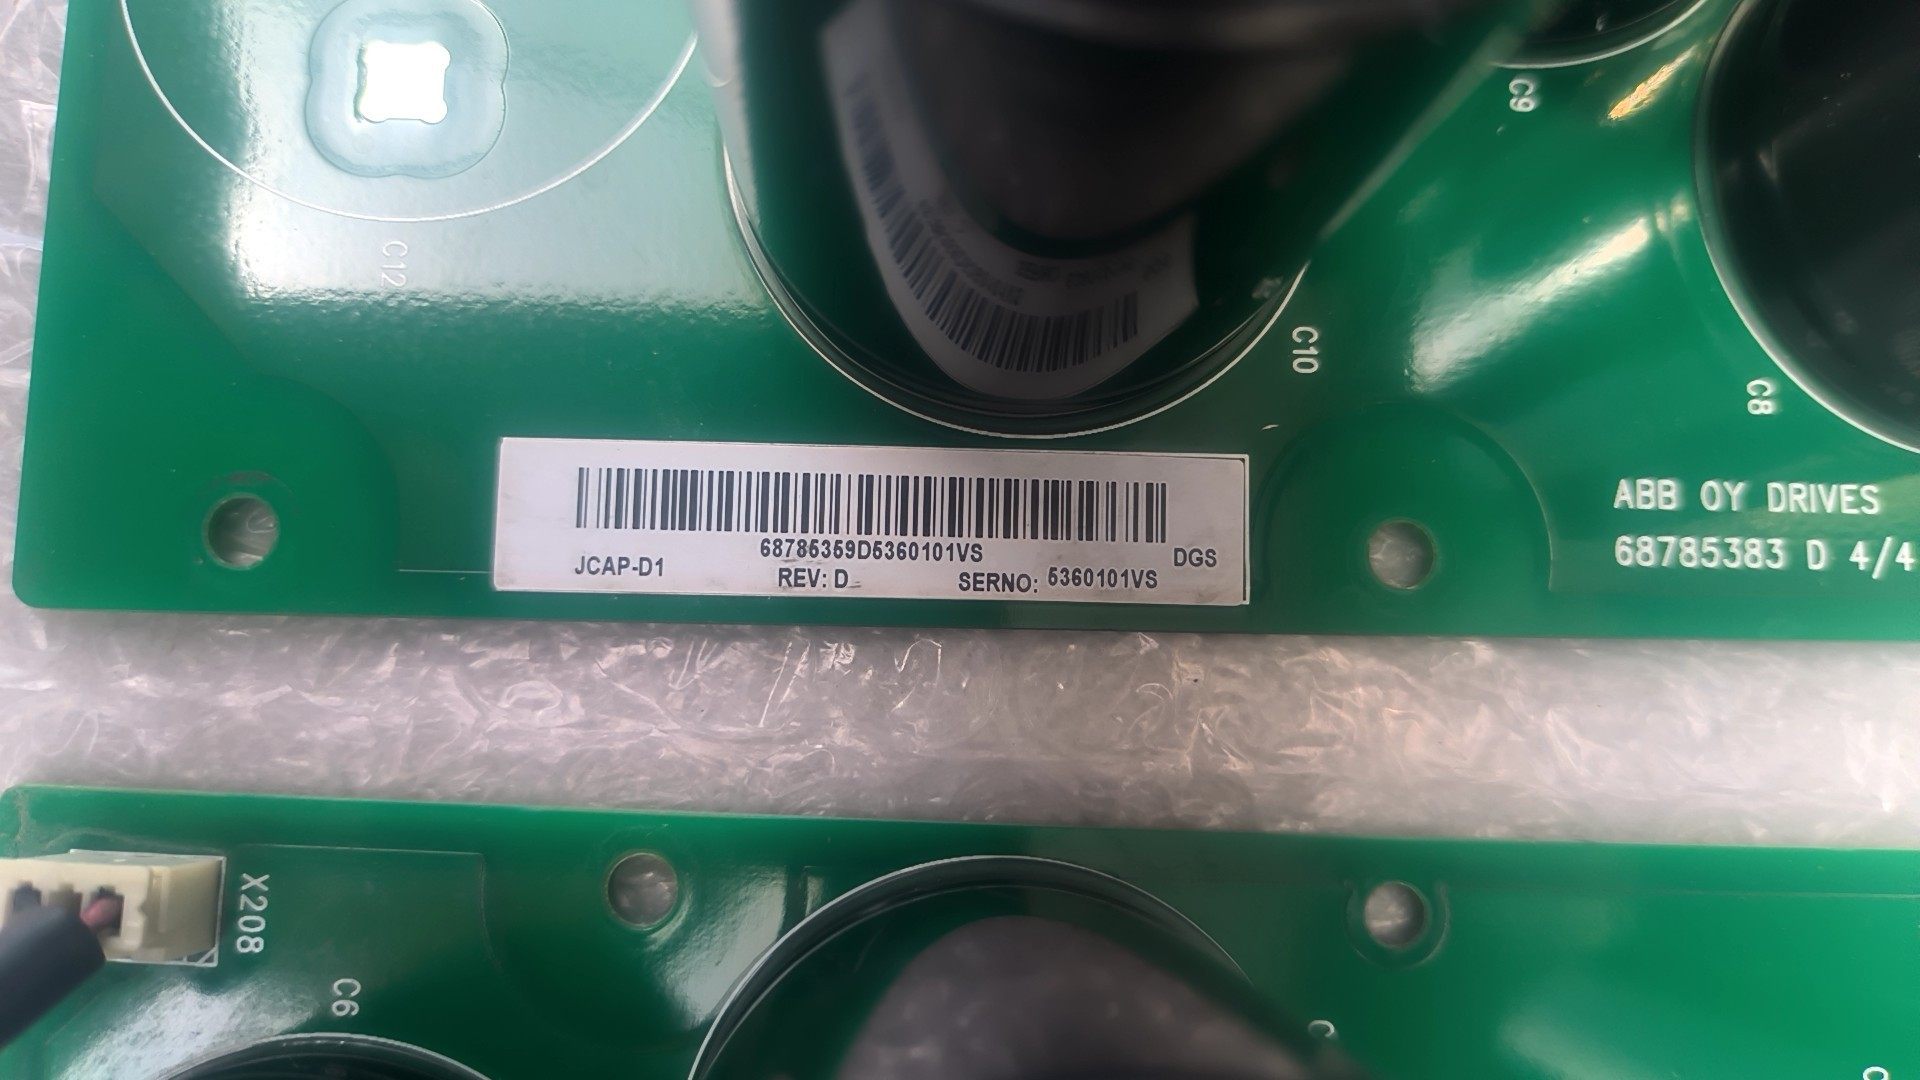 C9
C12
C10
C8
68785359D5360101VS
JCAP-D1
REV: D
SERNO: 5360101VS
DGS
ABB OY DRIVES
68785383 D 4/4
X208
C6